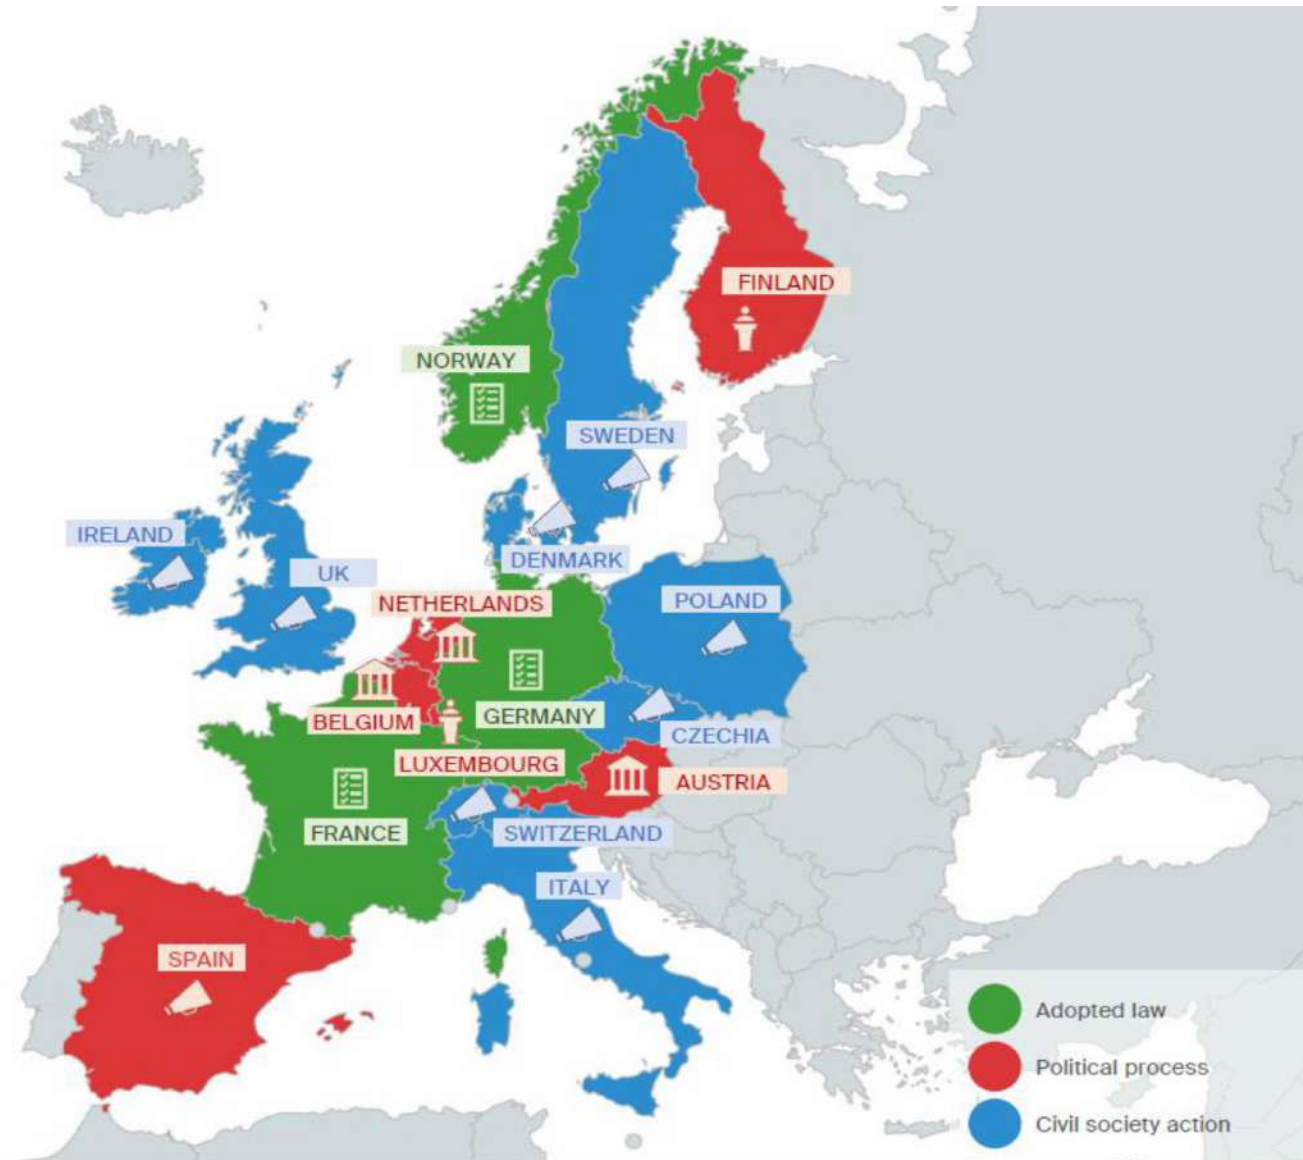 FINLAND
NORWAY
SWEDEN
IRELAND
DENMARK
UK
NETHERLANDS
POLAND
BELGIUM
GERMANY
CZECHIA
LUXEMBOURG
AUSTRIA
FRANCE
SWITZERLAND
ITALY
SPAIN
Adopted law
Political process
Civil society action